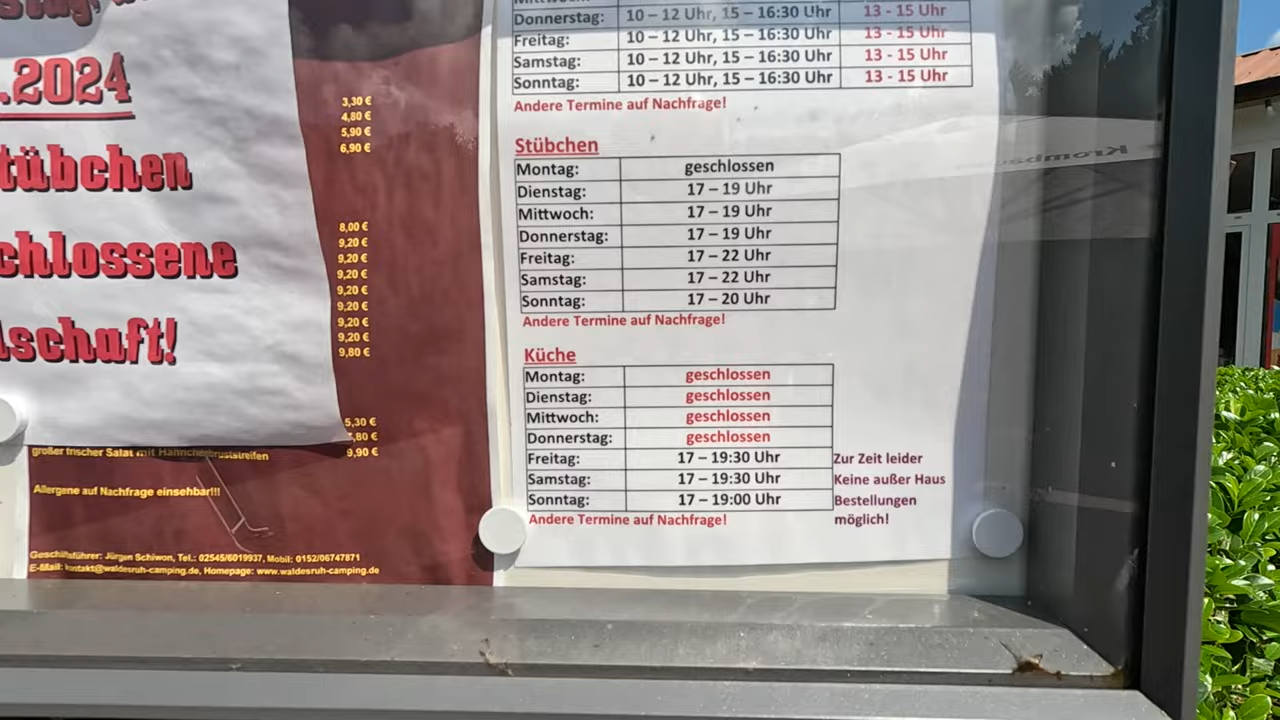 .2024
tübchen
chlossene
lschaft!
3,30 €
4,80 €
5,90 €
6,90 €
8,00 €
9,20 €
9,20 €
9,20 €
9,20 €
9,20 €
9,20 €
9,20 €
9,80 €
5,30 €
,80 €
großer frischer Salat mit Hähnchenbruststreifen 9,90 €
Allergene auf Nachfrage einsehbar!!!
Geschäftsführer: Jürgen Schiwon, Tel.: 02545/6019937, Mobil: 0152/06747871
E-Mail: kontakt@waldesruh-camping.de, Homepage: www.waldesruh-camping.de
Donnerstag: 10 – 12 Uhr, 15 – 16:30 Uhr 13 - 15 Uhr
Freitag: 10 – 12 Uhr, 15 – 16:30 Uhr 13 - 15 Uhr
Samstag: 10 – 12 Uhr, 15 – 16:30 Uhr 13 - 15 Uhr
Sonntag: 10 – 12 Uhr, 15 – 16:30 Uhr 13 - 15 Uhr
Andere Termine auf Nachfrage!
Stübchen
Montag: geschlossen
Dienstag: 17 – 19 Uhr
Mittwoch: 17 – 19 Uhr
Donnerstag: 17 – 19 Uhr
Freitag: 17 – 22 Uhr
Samstag: 17 – 22 Uhr
Sonntag: 17 – 20 Uhr
Andere Termine auf Nachfrage!
Küche
Montag: geschlossen
Dienstag: geschlossen
Mittwoch: geschlossen
Donnerstag: geschlossen
Freitag: 17 – 19:30 Uhr
Samstag: 17 – 19:30 Uhr
Sonntag: 17 – 19:00 Uhr
Andere Termine auf Nachfrage!
Zur Zeit leider
Keine außer Haus
Bestellungen
möglich!